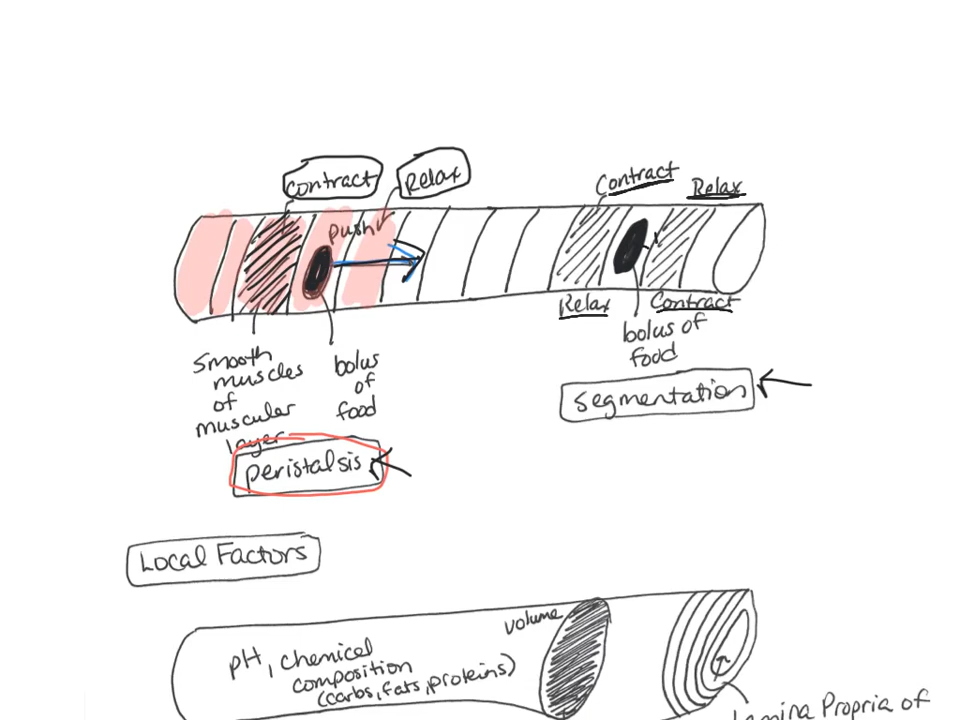 contract
Relax
Contract
Relax
push
Relax
Contract
smooth
muscles
of
muscular
layer
bolus
of
food
bolus of
food
segmentation
peristalsis
Local Factors
volume
pH, chemical
composition
(carbs, fats, proteins)
Lamina Propria of